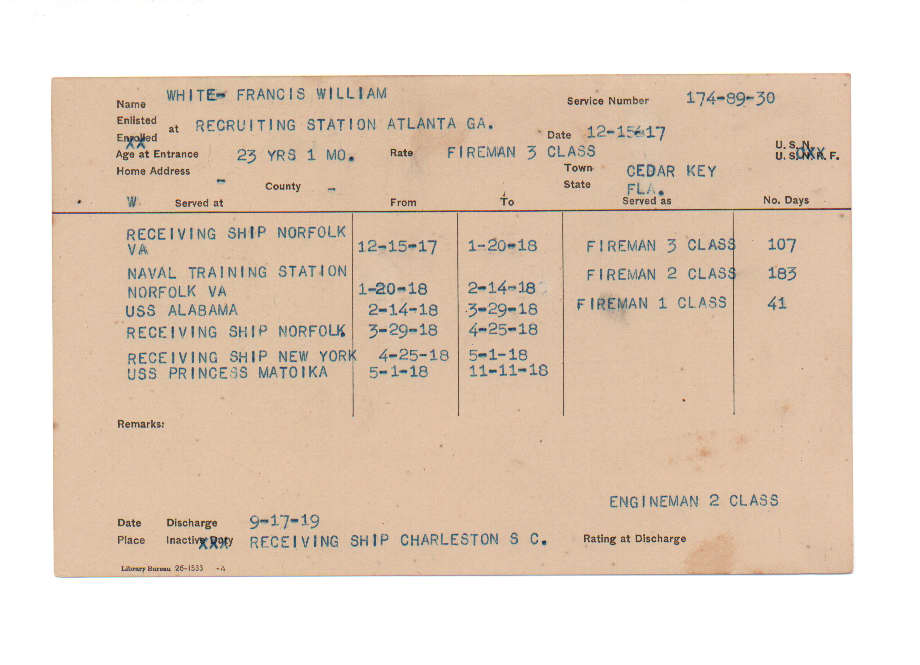 Name WHITE- FRANCIS WILLIAM Service Number 174-89-30
Enlisted
Enrolled at RECRUITING STATION ATLANTA GA. Date 12-15-17
Age at Entrance 23 YRS 1 MO. Rate FIREMAN 3 CLASS U. S. N.
U. S. N. R. F.
Home Address - County - Town CEDAR KEY
State FLA.
W. Served at From To Served as No. Days
RECEIVING SHIP NORFOLK
VA 12-15-17 1-20-18 FIREMAN 3 CLASS 107
NAVAL TRAINING STATION FIREMAN 2 CLASS 183
NORFOLK VA 1-20-18 2-14-18
USS ALABAMA 2-14-18 3-29-18 FIREMAN 1 CLASS 41
RECEIVING SHIP NORFOLK 3-29-18 4-25-18
RECEIVING SHIP NEW YORK 4-25-18 5-1-18
USS PRINCESS MATOIKA 5-1-18 11-11-18
Remarks:
ENGINEMAN 2 CLASS
Date Discharge 9-17-19
Place Inactive Duty RECEIVING SHIP CHARLESTON S C. Rating at Discharge
Library Bureau 26-1533 -A